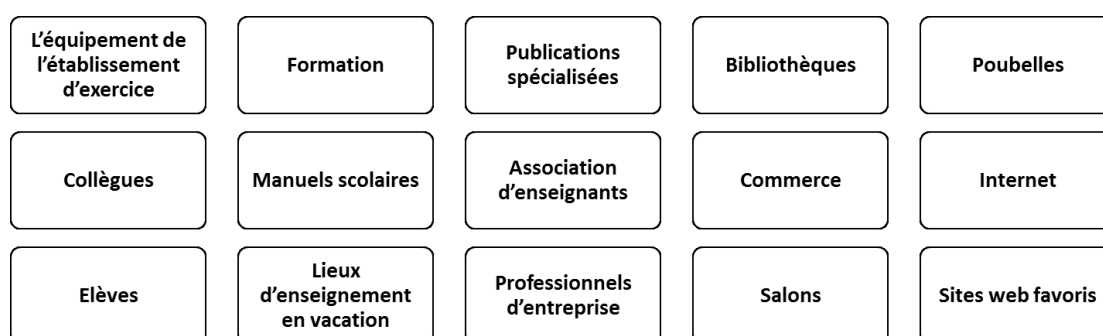 L’équipement de
l’établissement
d’exercice
Formation
Publications
spécialisées
Bibliothèques
Poubelles
Collègues
Manuels scolaires
Association
d’enseignants
Commerce
Internet
Elèves
Lieux
d’enseignement
en vacation
Professionnels
d’entreprise
Salons
Sites web favoris